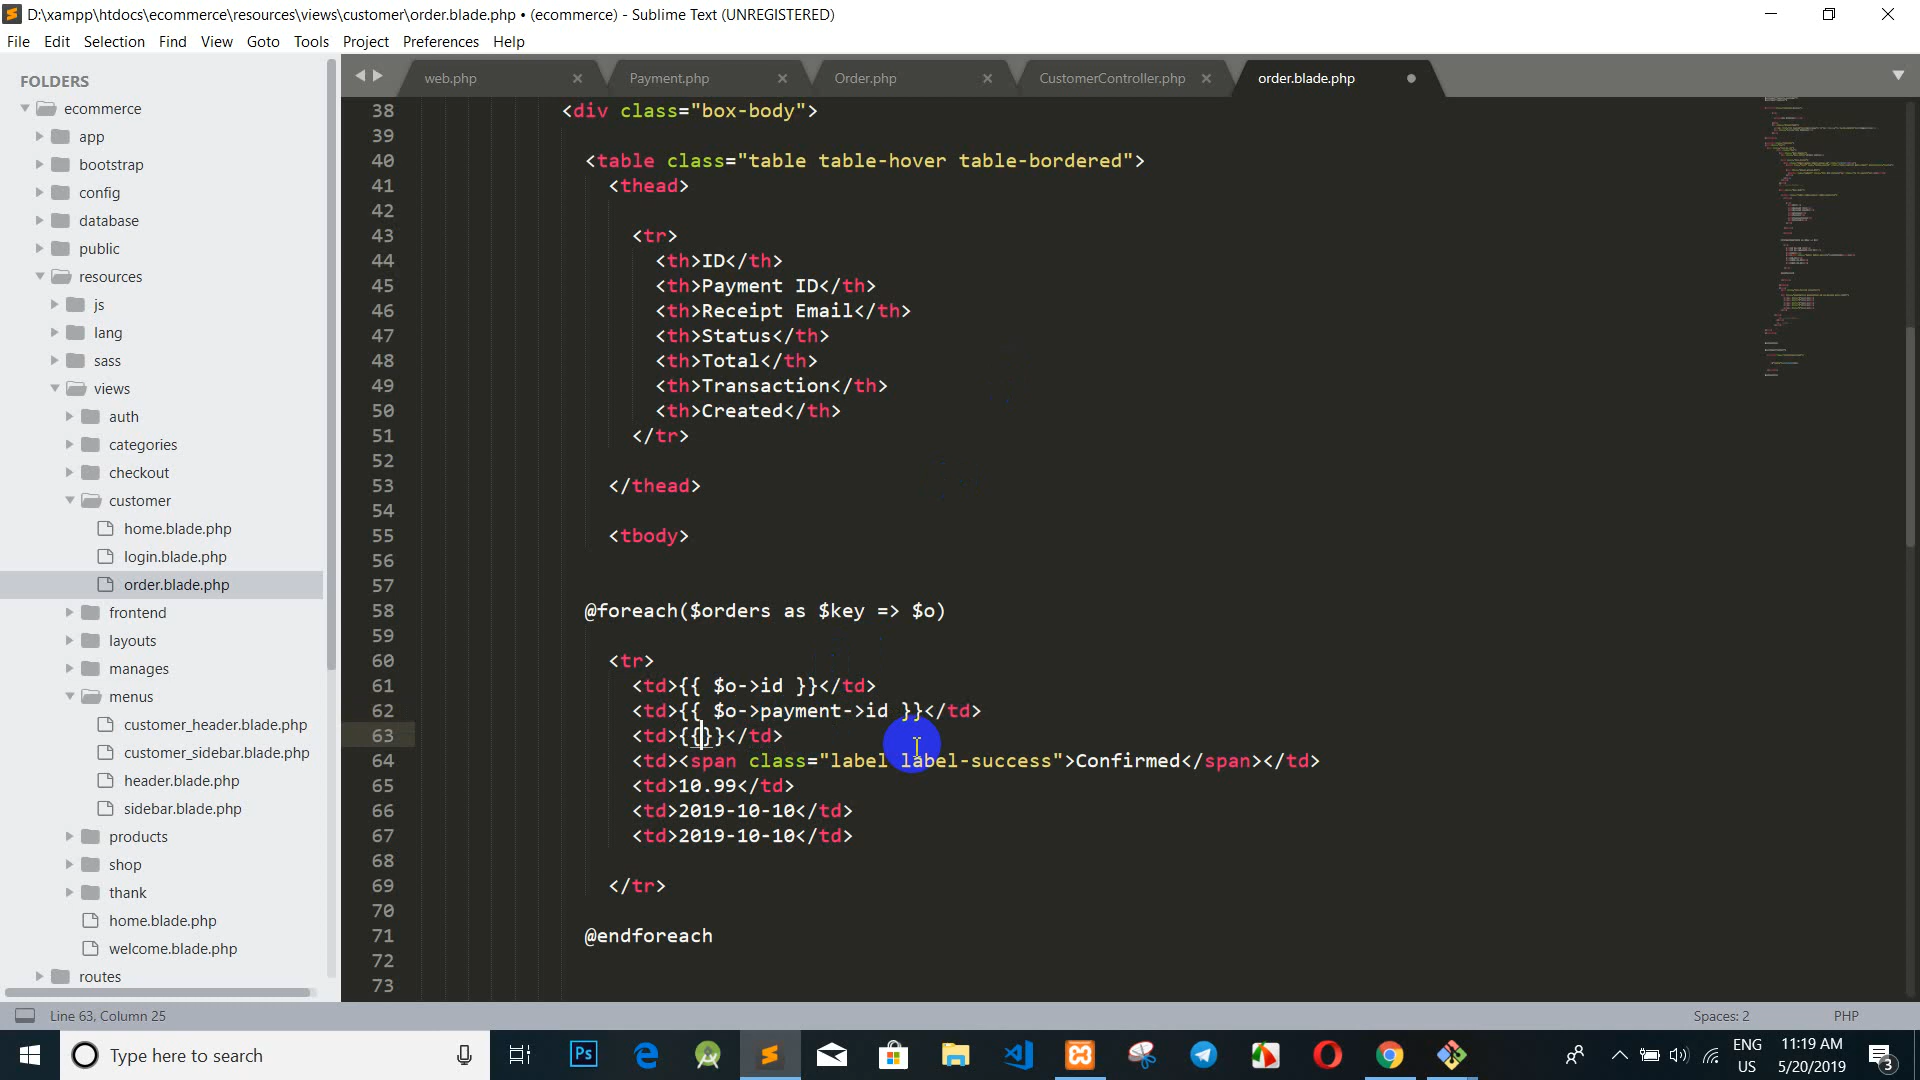 D:\xampp\htdocs\ecommerce\resources\views\customer\order.blade.php • (ecommerce) - Sublime Text (UNREGISTERED)
File Edit Selection Find View Goto Tools Project Preferences Help
FOLDERS
ecommerce
app
bootstrap
config
database
public
resources
js
lang
sass
views
auth
categories
checkout
customer
home.blade.php
login.blade.php
order.blade.php
frontend
layouts
manages
menus
customer_header.blade.php
customer_sidebar.blade.php
header.blade.php
sidebar.blade.php
products
shop
thank
home.blade.php
welcome.blade.php
routes
web.php Payment.php Order.php CustomerController.php order.blade.php
38 <div class="box-body">
39
40 <table class="table table-hover table-bordered">
41 <thead>
42
43 <tr>
44 <th>ID</th>
45 <th>Payment ID</th>
46 <th>Receipt Email</th>
47 <th>Status</th>
48 <th>Total</th>
49 <th>Transaction</th>
50 <th>Created</th>
51 </tr>
52
53 </thead>
54
55 <tbody>
56
57
58 @foreach($orders as $key => $o)
59
60 <tr>
61 <td>{{ $o->id }}</td>
62 <td>{{ $o->payment->id }}</td>
63 <td>{{}}</td>
64 <td><span class="label label-success">Confirmed</span></td>
65 <td>10.99</td>
66 <td>2019-10-10</td>
67 <td>2019-10-10</td>
68
69 </tr>
70
71 @endforeach
72
73
Line 63, Column 25 Spaces: 2 PHP
Type here to search
Ps
ENG
US
11:19 AM
5/20/2019
3